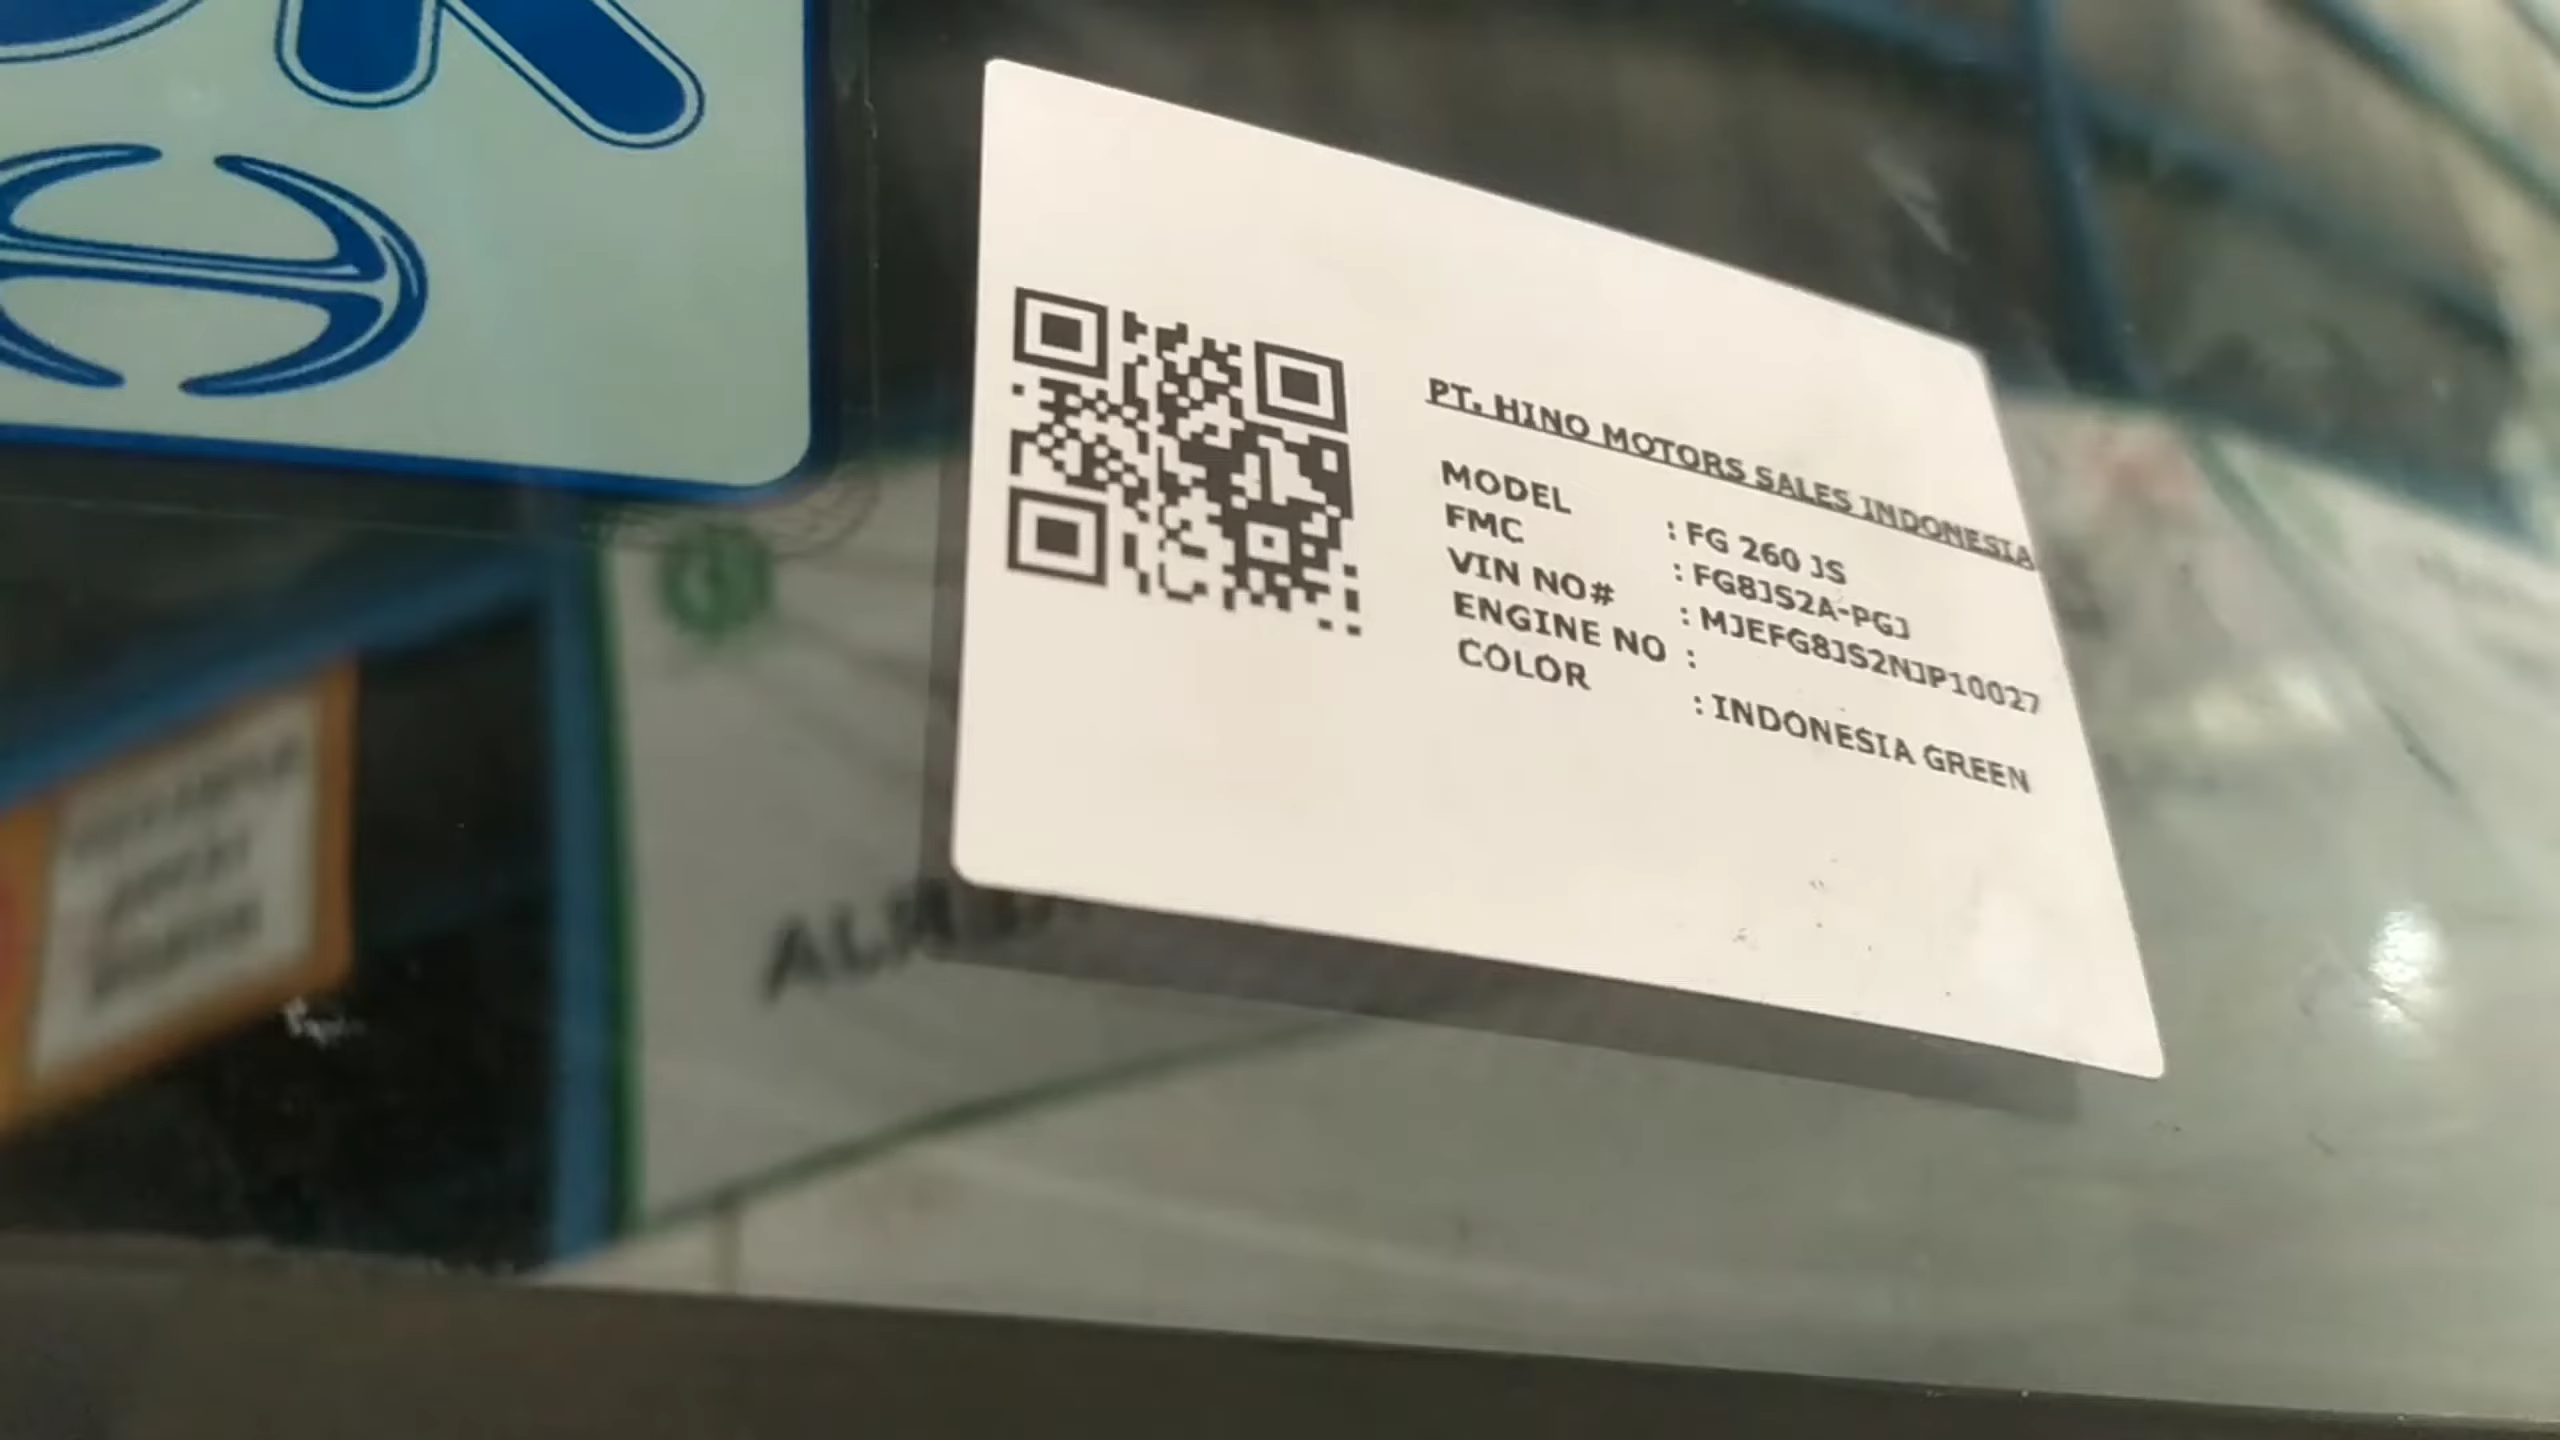 PT. HINO MOTORS SALES INDONESIA
MODEL : FG 260 JS
FMC : FG8JS2A-PGJ
VIN NO# : MJEFG8JS2NJP10027
ENGINE NO :
COLOR : INDONESIA GREEN